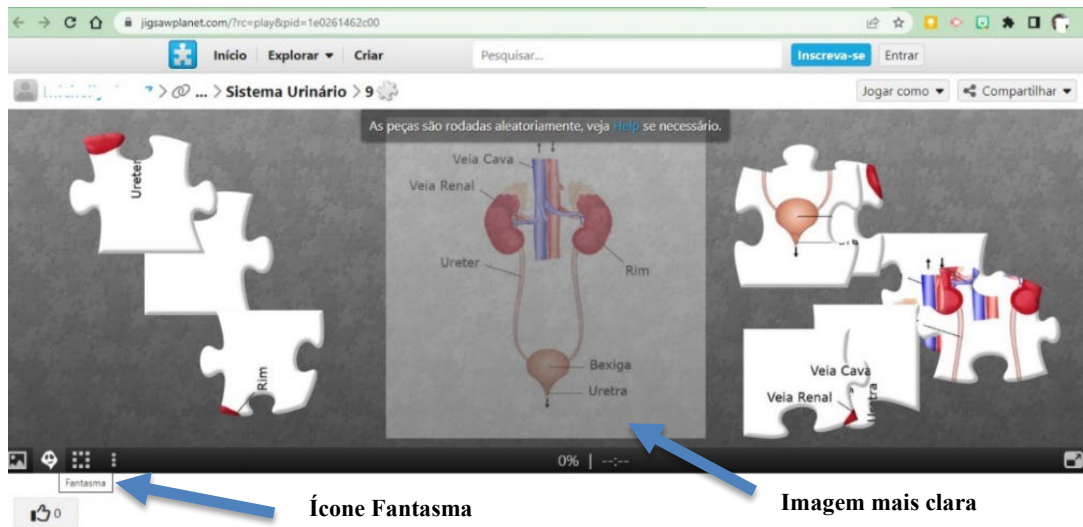 jigsawplanet.com/?rc=play&pid=1e0261462c00
Início Explorar Criar Pesquisar... Inscreva-se Entrar
> ... > Sistema Urinário > 9 Jogar como Compartilhar
As peças são rodadas aleatoriamente, veja Help se necessário.
Ureter
Rim
Veia Cava
Veia Renal
Ureter
Rim
Bexiga
Uretra
Veia Cava
Veia Renal
Uretra
0% | --:--
Fantasma
0
Ícone Fantasma
Imagem mais clara